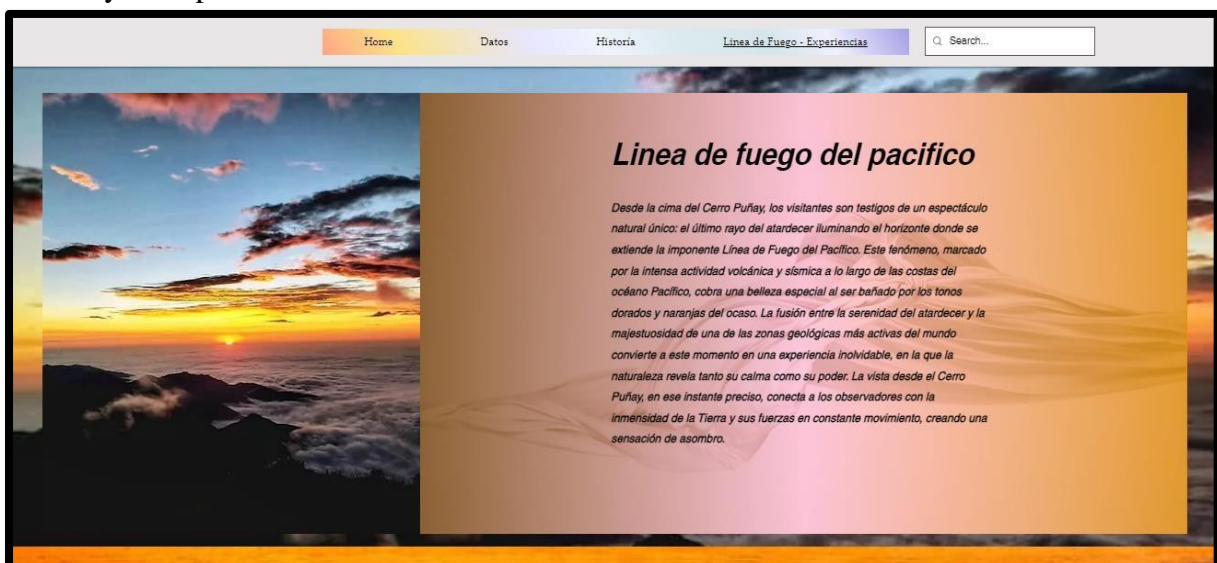 Home Datos Historía Linea de Fuego - Experiencias Search...
Linea de fuego del pacifico
Desde la cima del Cerro Puñay, los visitantes son testigos de un espectáculo
natural único: el último rayo del atardecer iluminando el horizonte donde se
extiende la imponente Línea de Fuego del Pacífico. Este fenómeno, marcado
por la intensa actividad volcánica y sísmica a lo largo de las costas del
océano Pacífico, cobra una belleza especial al ser bañado por los tonos
dorados y naranjas del ocaso. La fusión entre la serenidad del atardecer y la
majestuosidad de una de las zonas geológicas más activas del mundo
convierte a este momento en una experiencia inolvidable, en la que la
naturaleza revela tanto su calma como su poder. La vista desde el Cerro
Puñay, en ese instante preciso, conecta a los observadores con la
inmensidad de la Tierra y sus fuerzas en constante movimiento, creando una
sensación de asombro.